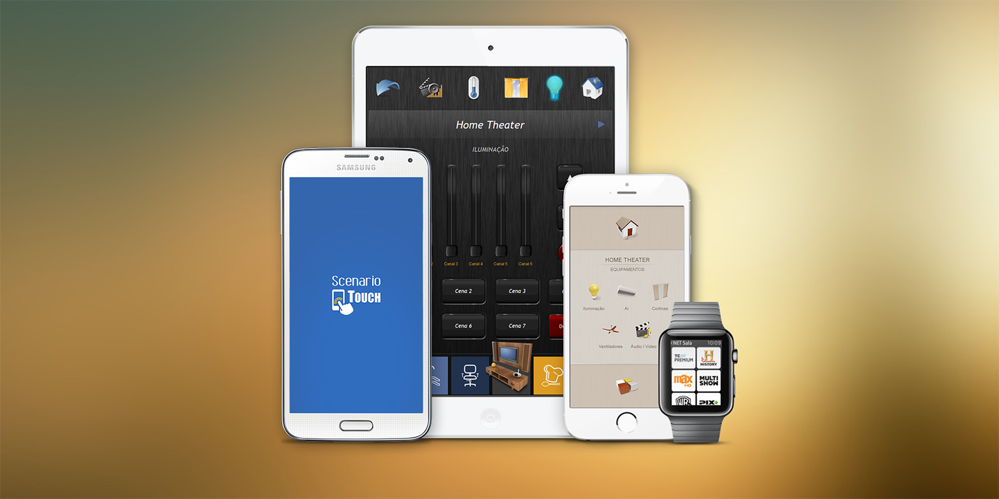 Home Theater
ILUMINAÇÃO
2
Canal 3
Canal 4
Canal 5
Canal 6
Cena 2
Cena 3
Cena 6
Cena 7
SAMSUNG
Scenario
TOUCH
HOME THEATER
EQUIPAMENTOS
Iluminação
Ar
Cortinas
Ventiladores
Áudio / Vídeo
NET Sala 10:09
TC
PREMIUM
H
HISTORY
max
HD
MULTI
SHOW
WB
PIX+